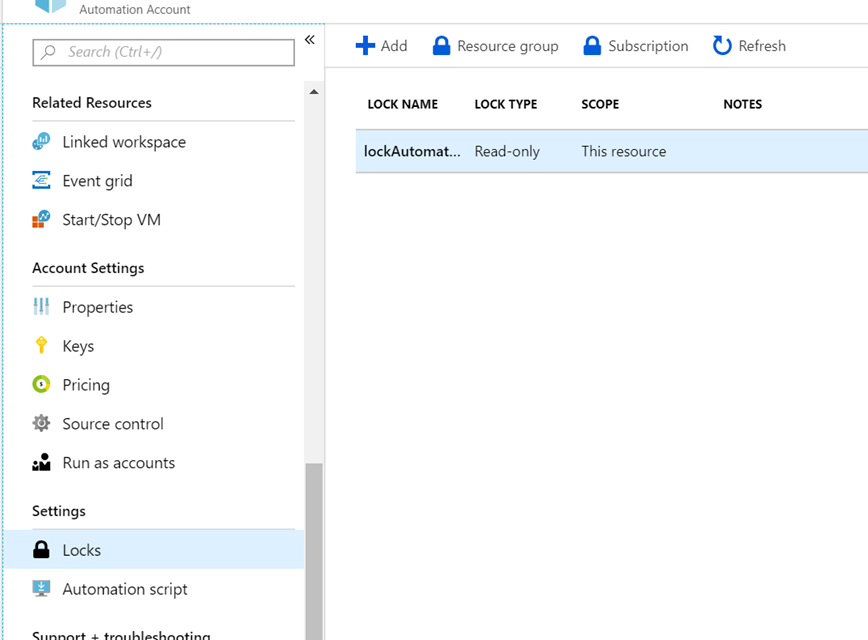 Automation Account
Search (Ctrl+/)
«
Related Resources
Linked workspace
Event grid
Start/Stop VM
Account Settings
Properties
Keys
Pricing
Source control
Run as accounts
Settings
Locks
Automation script
Support + troubleshooting
Add Resource group Subscription Refresh
LOCK NAME LOCK TYPE SCOPE NOTES
lockAutomat... Read-only This resource